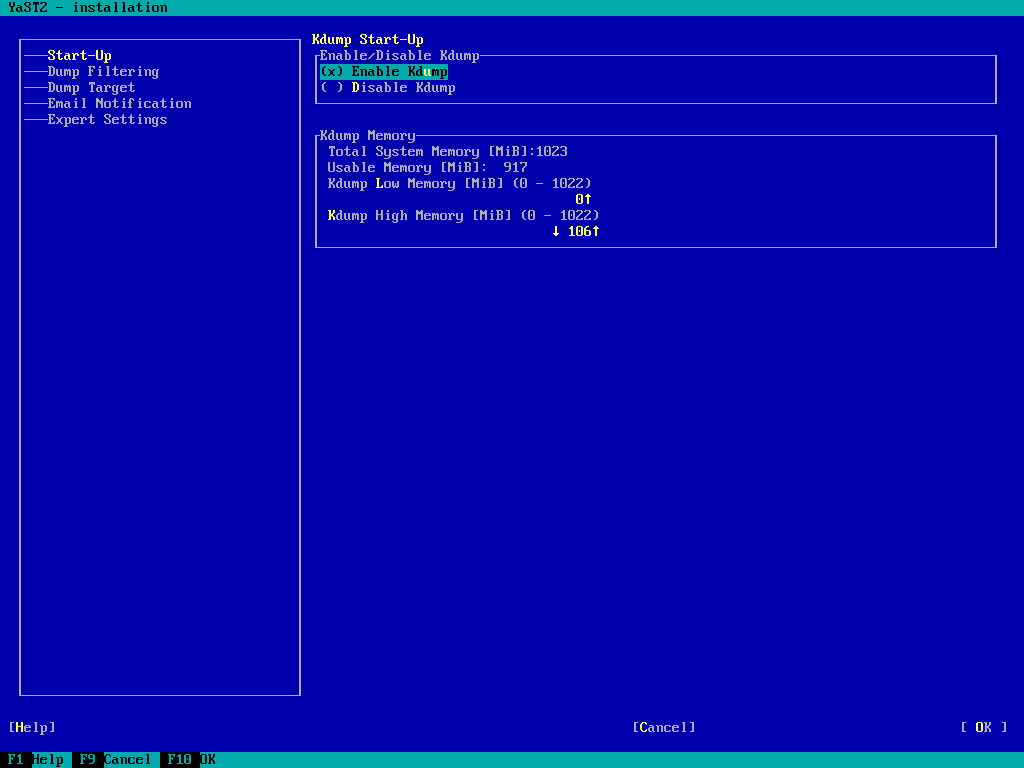 YaST2 - installation
Kdump Start-Up
Start-Up
Dump Filtering
Dump Target
Email Notification
Expert Settings
Enable/Disable Kdump
(x) Enable Kdump
( ) Disable Kdump
Kdump Memory
Total System Memory [MiB]:1023
Usable Memory [MiB]:  917
Kdump Low Memory [MiB] (0 - 1022)
0↑
Kdump High Memory [MiB] (0 - 1022)
↓ 106↑
[Help] [Cancel] [ OK ]
F1 Help F9 Cancel F10 OK